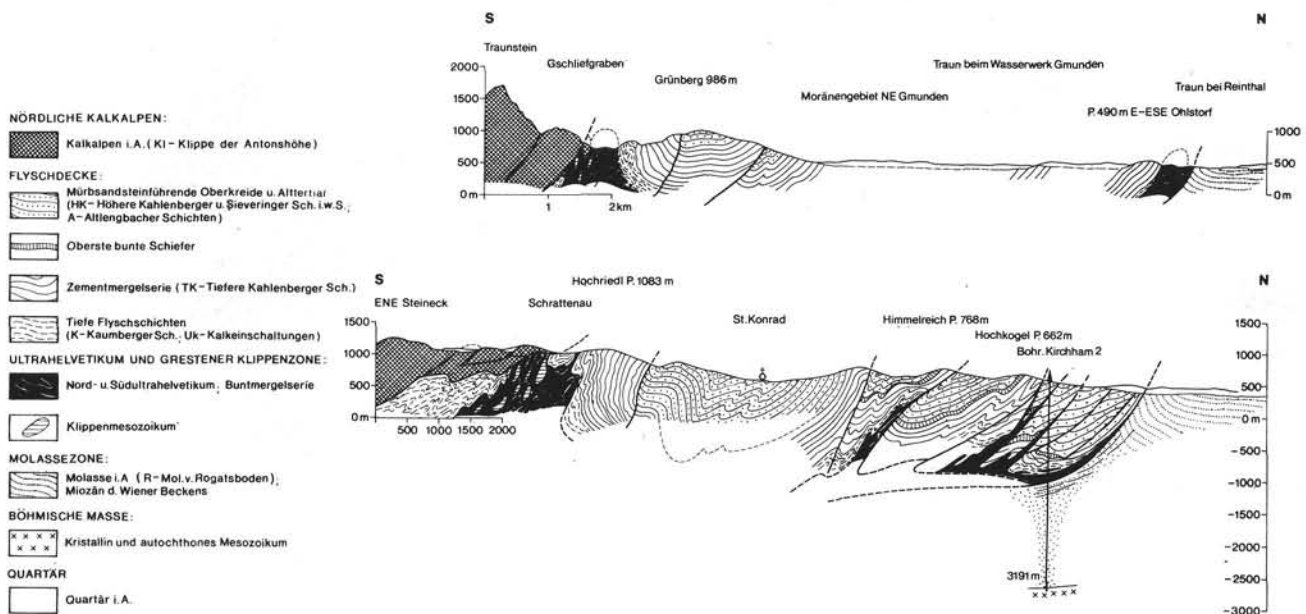 NÖRDLICHE KALKALPEN:
Kalkalpen i.A. (Kl – Klippe der Antonshöhe)
FLYSCHDECKE:
Mürbsandsteinführende Oberkreide u. Alttertiär
(HK – Höhere Kahlenberger u. Sieveringer Sch. i.w.S.,
A – Altlengbacher Schichten)
Oberste bunte Schiefer
Zementmergelserie (TK – Tiefere Kahlenberger Sch.)
Tiefe Flyschschichten
(K – Kaumberger Sch.; Uk – Kalkeinschaltungen)
ULTRAHELVETIKUM UND GRESTENER KLIPPENZONE:
Nord- u. Südultrahelvetikum, Buntmergelserie
Klippenmesozoikum
MOLASSEZONE:
Molasse i.A (R – Mol. v. Rogatsboden),
Miozän d. Wiener Beckens
BÖHMISCHE MASSE:
Kristallin und autochthones Mesozoikum
QUARTÄR
Quartär i.A.
S
N
Traunstein
Gschliefgraben
Grünberg 986 m
Moränengebiet NE Gmunden
Traun beim Wasserwerk Gmunden
P. 490 m E–ESE Ohlstorf
Traun bei Reinthal
2000
1500
1000
500
0 m
1
2 km
1000
500
0 m
S
N
ENE Steineck
Schrattenau
Hochriedl P. 1083 m
St. Konrad
Himmelreich P. 768 m
Hochkogel P. 662 m
Bohr. Kirchham 2
1500
1000
500
0 m
500
1000
1500
2000
3191 m
1500
1000
500
0 m
-500
-1000
-1500
-2000
-2500
-3000